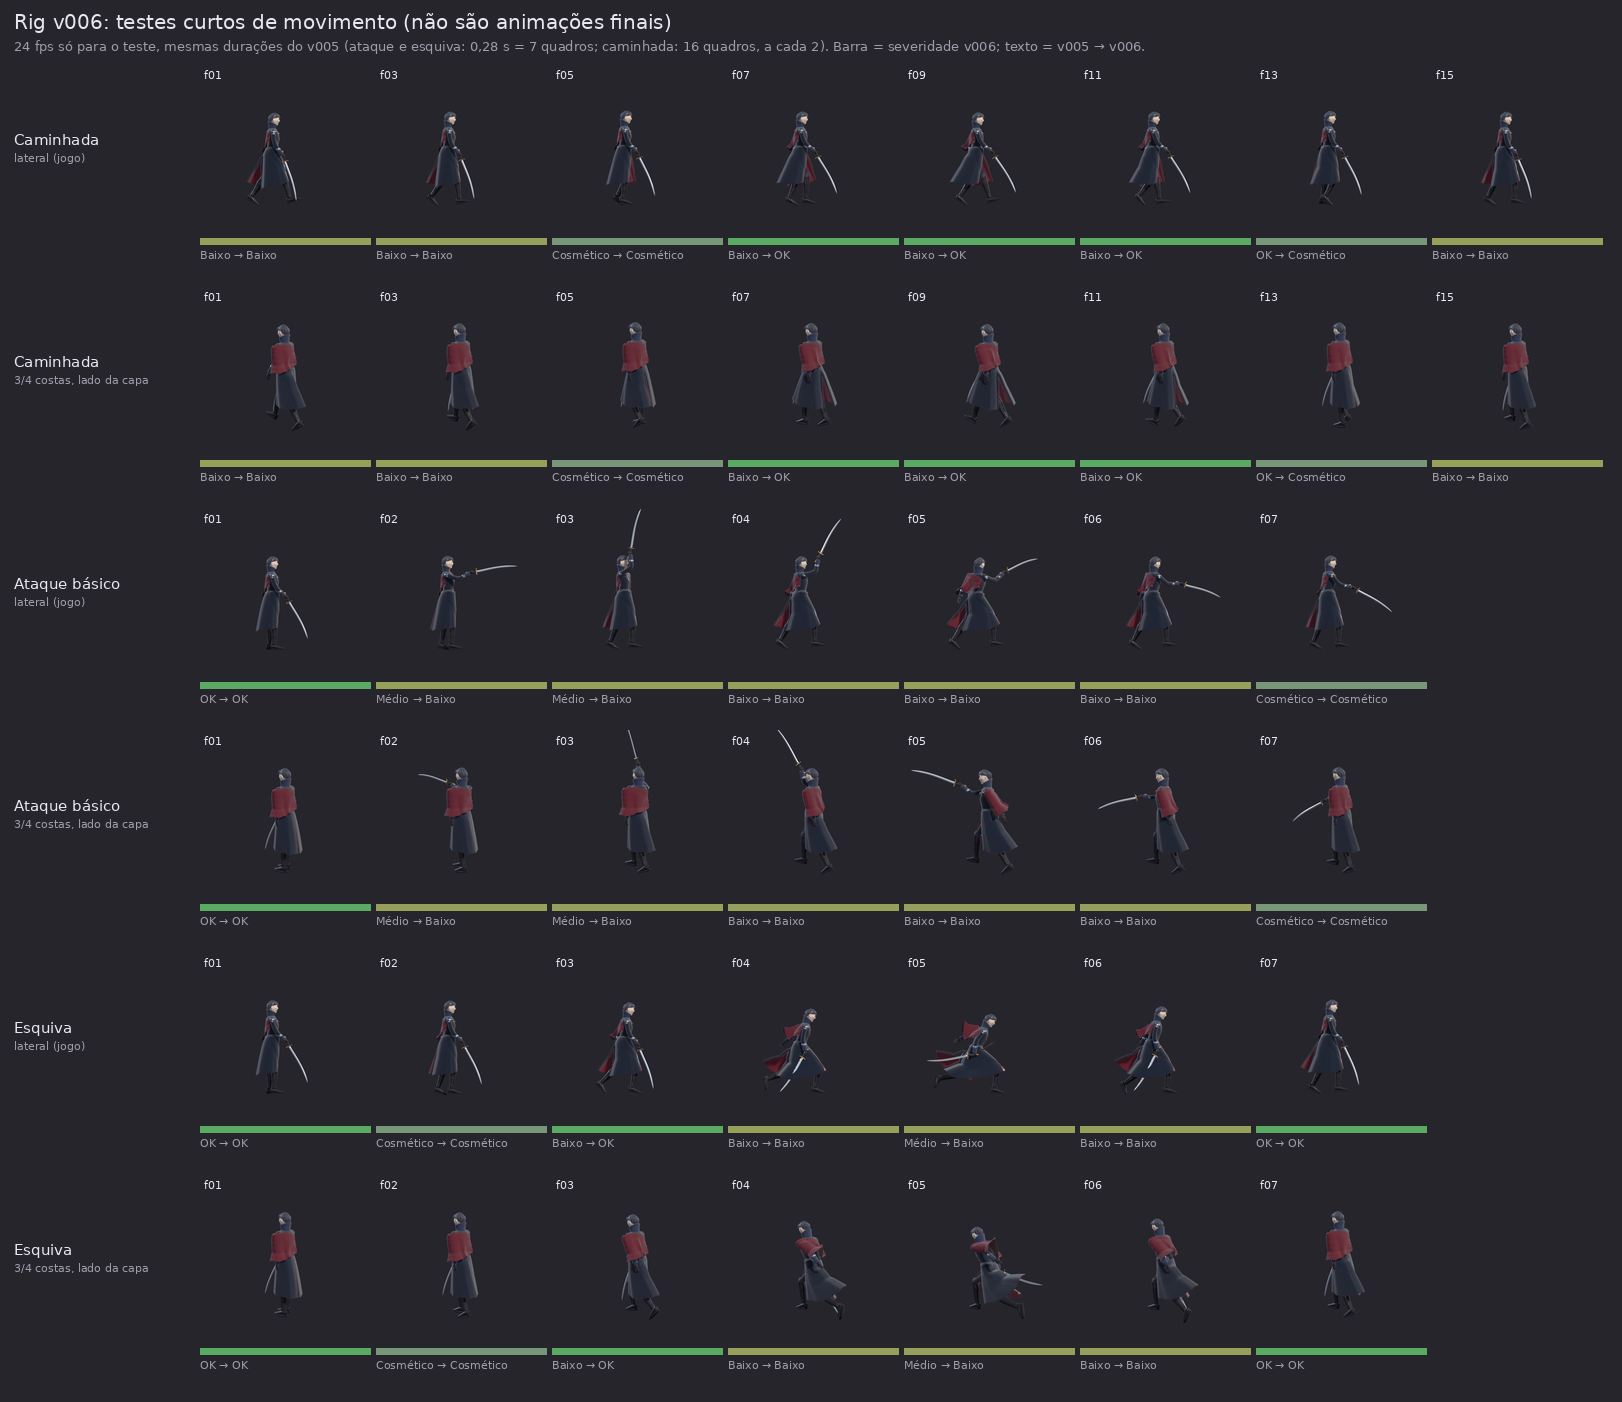 Rig v006: testes curtos de movimento (não são animações finais)
24 fps só para o teste, mesmas durações do v005 (ataque e esquiva: 0,28 s = 7 quadros; caminhada: 16 quadros, a cada 2). Barra = severidade v006; texto = v005 → v006.
f01 f03 f05 f07 f09 f11 f13 f15
Caminhada
lateral (jogo)
Baixo → Baixo Baixo → Baixo Cosmético → Cosmético Baixo → OK Baixo → OK Baixo → OK OK → Cosmético Baixo → Baixo
f01 f03 f05 f07 f09 f11 f13 f15
Caminhada
3/4 costas, lado da capa
Baixo → Baixo Baixo → Baixo Cosmético → Cosmético Baixo → OK Baixo → OK Baixo → OK OK → Cosmético Baixo → Baixo
f01 f02 f03 f04 f05 f06 f07
Ataque básico
lateral (jogo)
OK → OK Médio → Baixo Médio → Baixo Baixo → Baixo Baixo → Baixo Baixo → Baixo Cosmético → Cosmético
f01 f02 f03 f04 f05 f06 f07
Ataque básico
3/4 costas, lado da capa
OK → OK Médio → Baixo Médio → Baixo Baixo → Baixo Baixo → Baixo Baixo → Baixo Cosmético → Cosmético
f01 f02 f03 f04 f05 f06 f07
Esquiva
lateral (jogo)
OK → OK Cosmético → Cosmético Baixo → OK Baixo → Baixo Médio → Baixo Baixo → Baixo OK → OK
f01 f02 f03 f04 f05 f06 f07
Esquiva
3/4 costas, lado da capa
OK → OK Cosmético → Cosmético Baixo → OK Baixo → Baixo Médio → Baixo Baixo → Baixo OK → OK